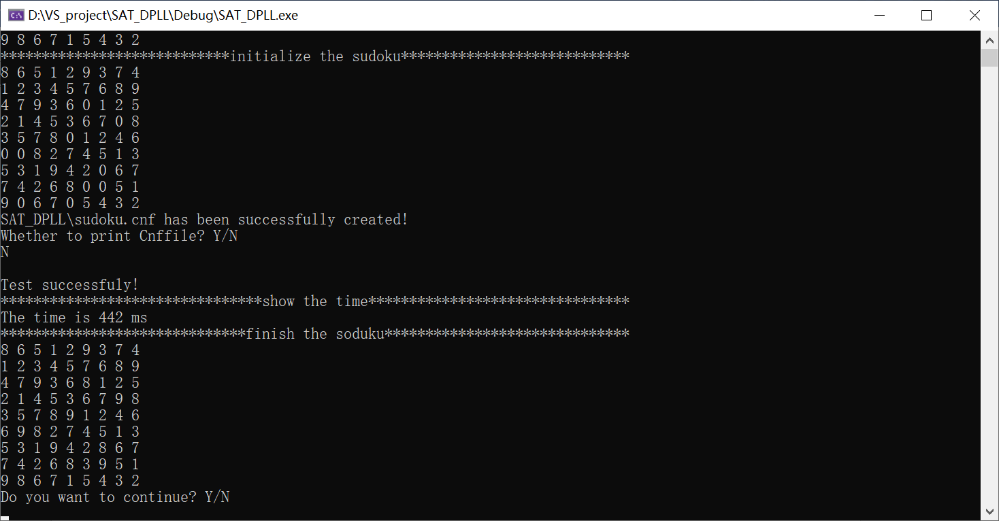 D:\VS_project\SAT_DPLL\Debug\SAT_DPLL.exe
9 8 6 7 1 5 4 3 2
****************************initialize the sudoku****************************
8 6 5 1 2 9 3 7 4
1 2 3 4 5 7 6 8 9
4 7 9 3 6 0 1 2 5
2 1 4 5 3 6 7 0 8
3 5 7 8 0 1 2 4 6
0 0 8 2 7 4 5 1 3
5 3 1 9 4 2 0 6 7
7 4 2 6 8 0 0 5 1
9 0 6 7 0 5 4 3 2
SAT_DPLL\sudoku.cnf has been successfully created!
Whether to print Cnffile? Y/N
N
Test successfuly!
********************************show the time********************************
The time is 442 ms
******************************finish the soduku******************************
8 6 5 1 2 9 3 7 4
1 2 3 4 5 7 6 8 9
4 7 9 3 6 8 1 2 5
2 1 4 5 3 6 7 9 8
3 5 7 8 9 1 2 4 6
6 9 8 2 7 4 5 1 3
5 3 1 9 4 2 8 6 7
7 4 2 6 8 3 9 5 1
9 8 6 7 1 5 4 3 2
Do you want to continue? Y/N